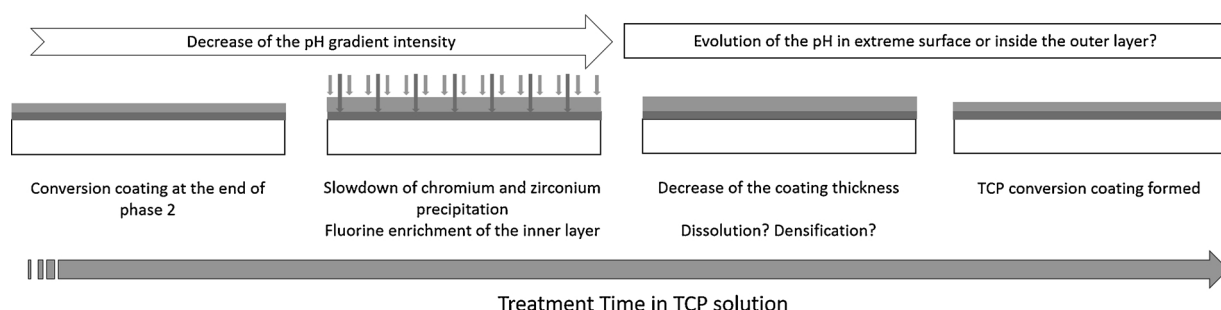 Decrease of the pH gradient intensity
Evolution of the pH in extreme surface or inside the outer layer?
Conversion coating at the end of
phase 2
Slowdown of chromium and zirconium
precipitation
Fluorine enrichment of the inner layer
Decrease of the coating thickness
Dissolution? Densification?
TCP conversion coating formed
Treatment Time in TCP solution